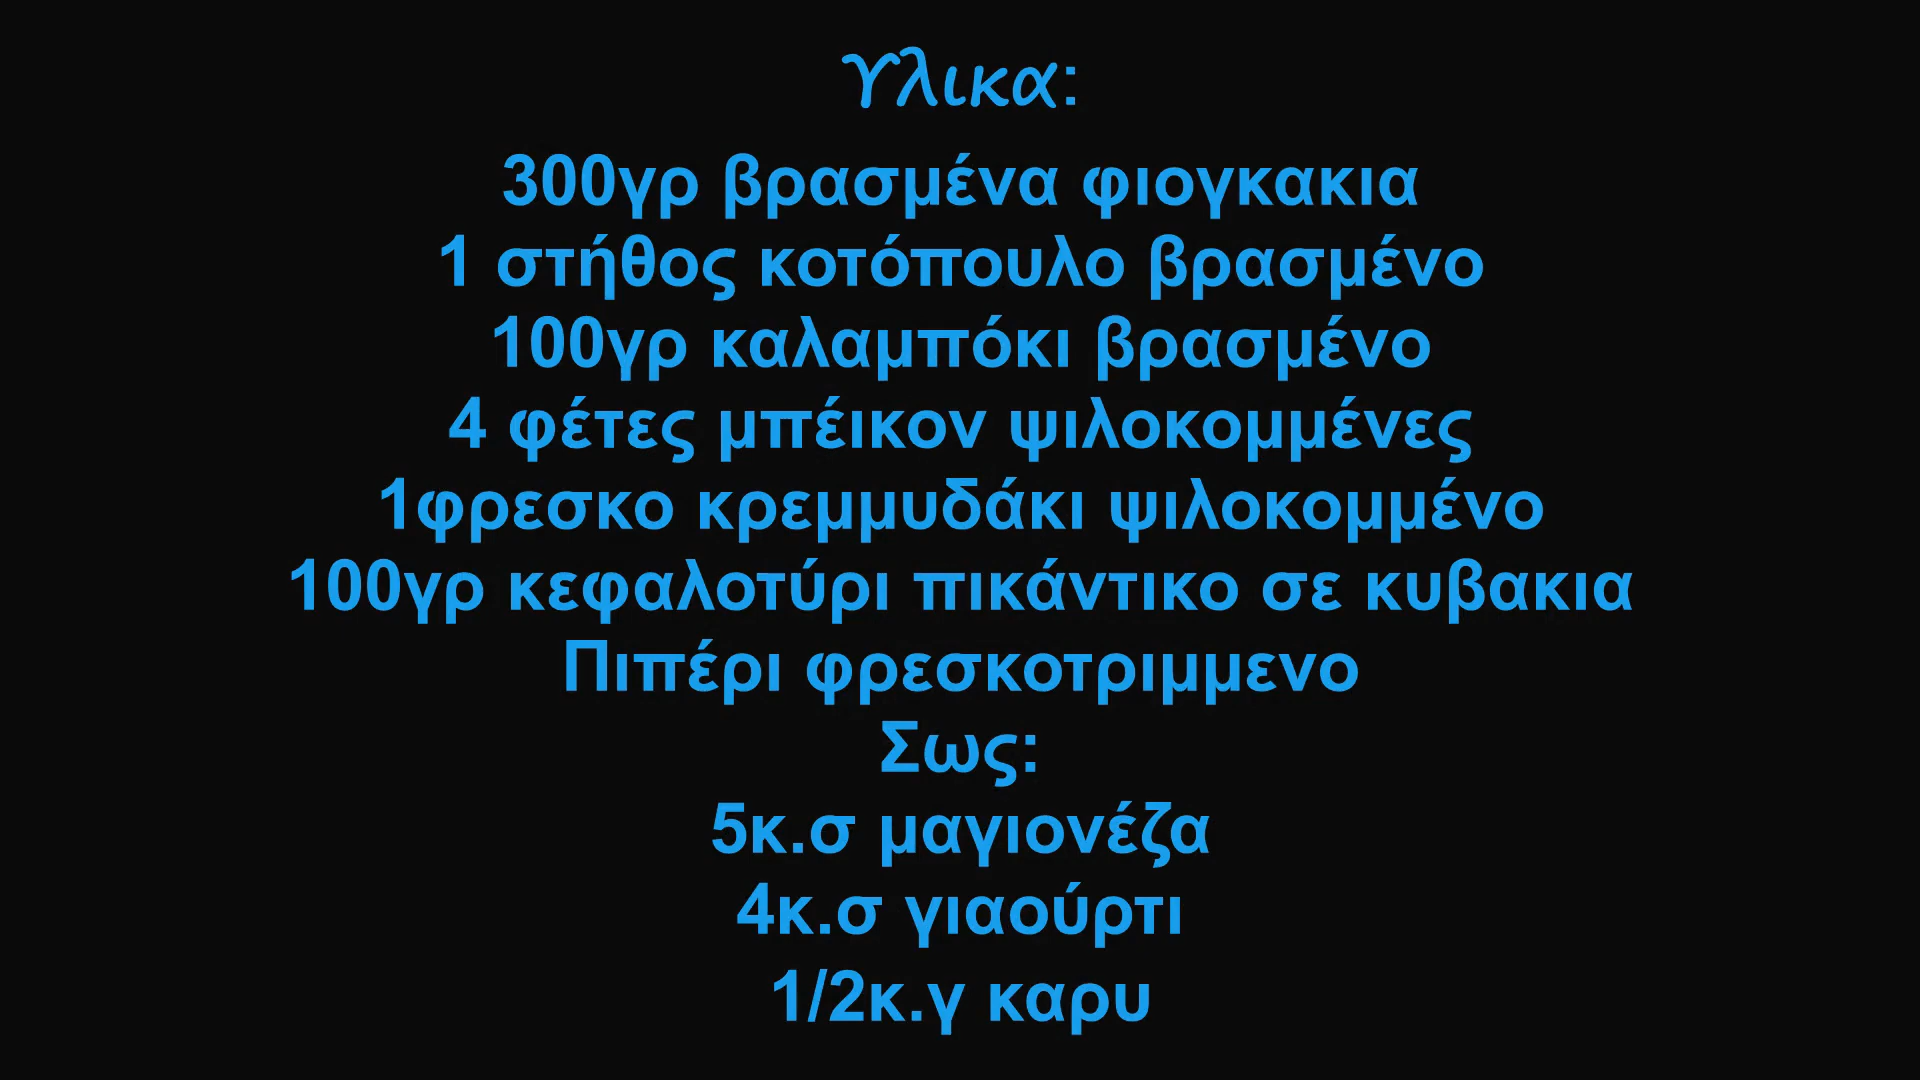 Υλικα:
300γρ βρασμένα φιογκακια
1 στήθος κοτόπουλο βρασμένο
100γρ καλαμπόκι βρασμένο
4 φέτες μπέικον ψιλοκομμένες
1φρεσκο κρεμμυδάκι ψιλοκομμένο
100γρ κεφαλοτύρι πικάντικο σε κυβακια
Πιπέρι φρεσκοτριμμενο
Σως:
5κ.σ μαγιονέζα
4κ.σ γιαούρτι
1/2κ.γ καρυ